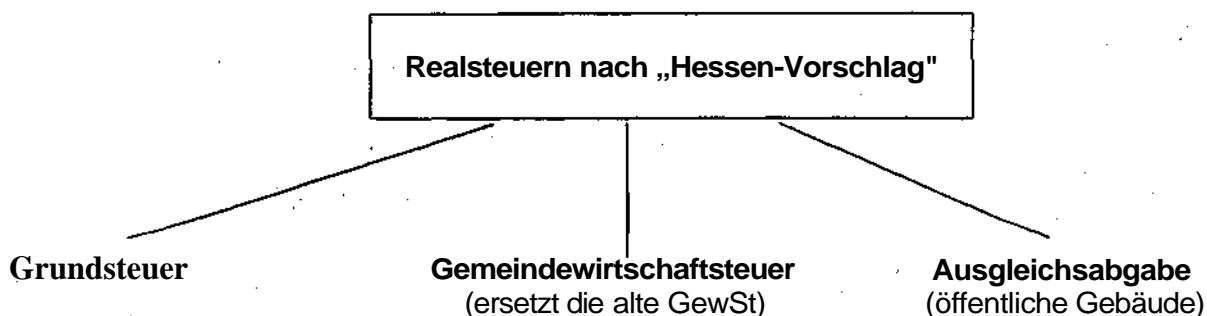 Realsteuern nach „Hessen-Vorschlag"
Grundsteuer
Gemeindewirtschaftsteuer
(ersetzt die alte GewSt)
Ausgleichsabgabe
(öffentliche Gebäude)